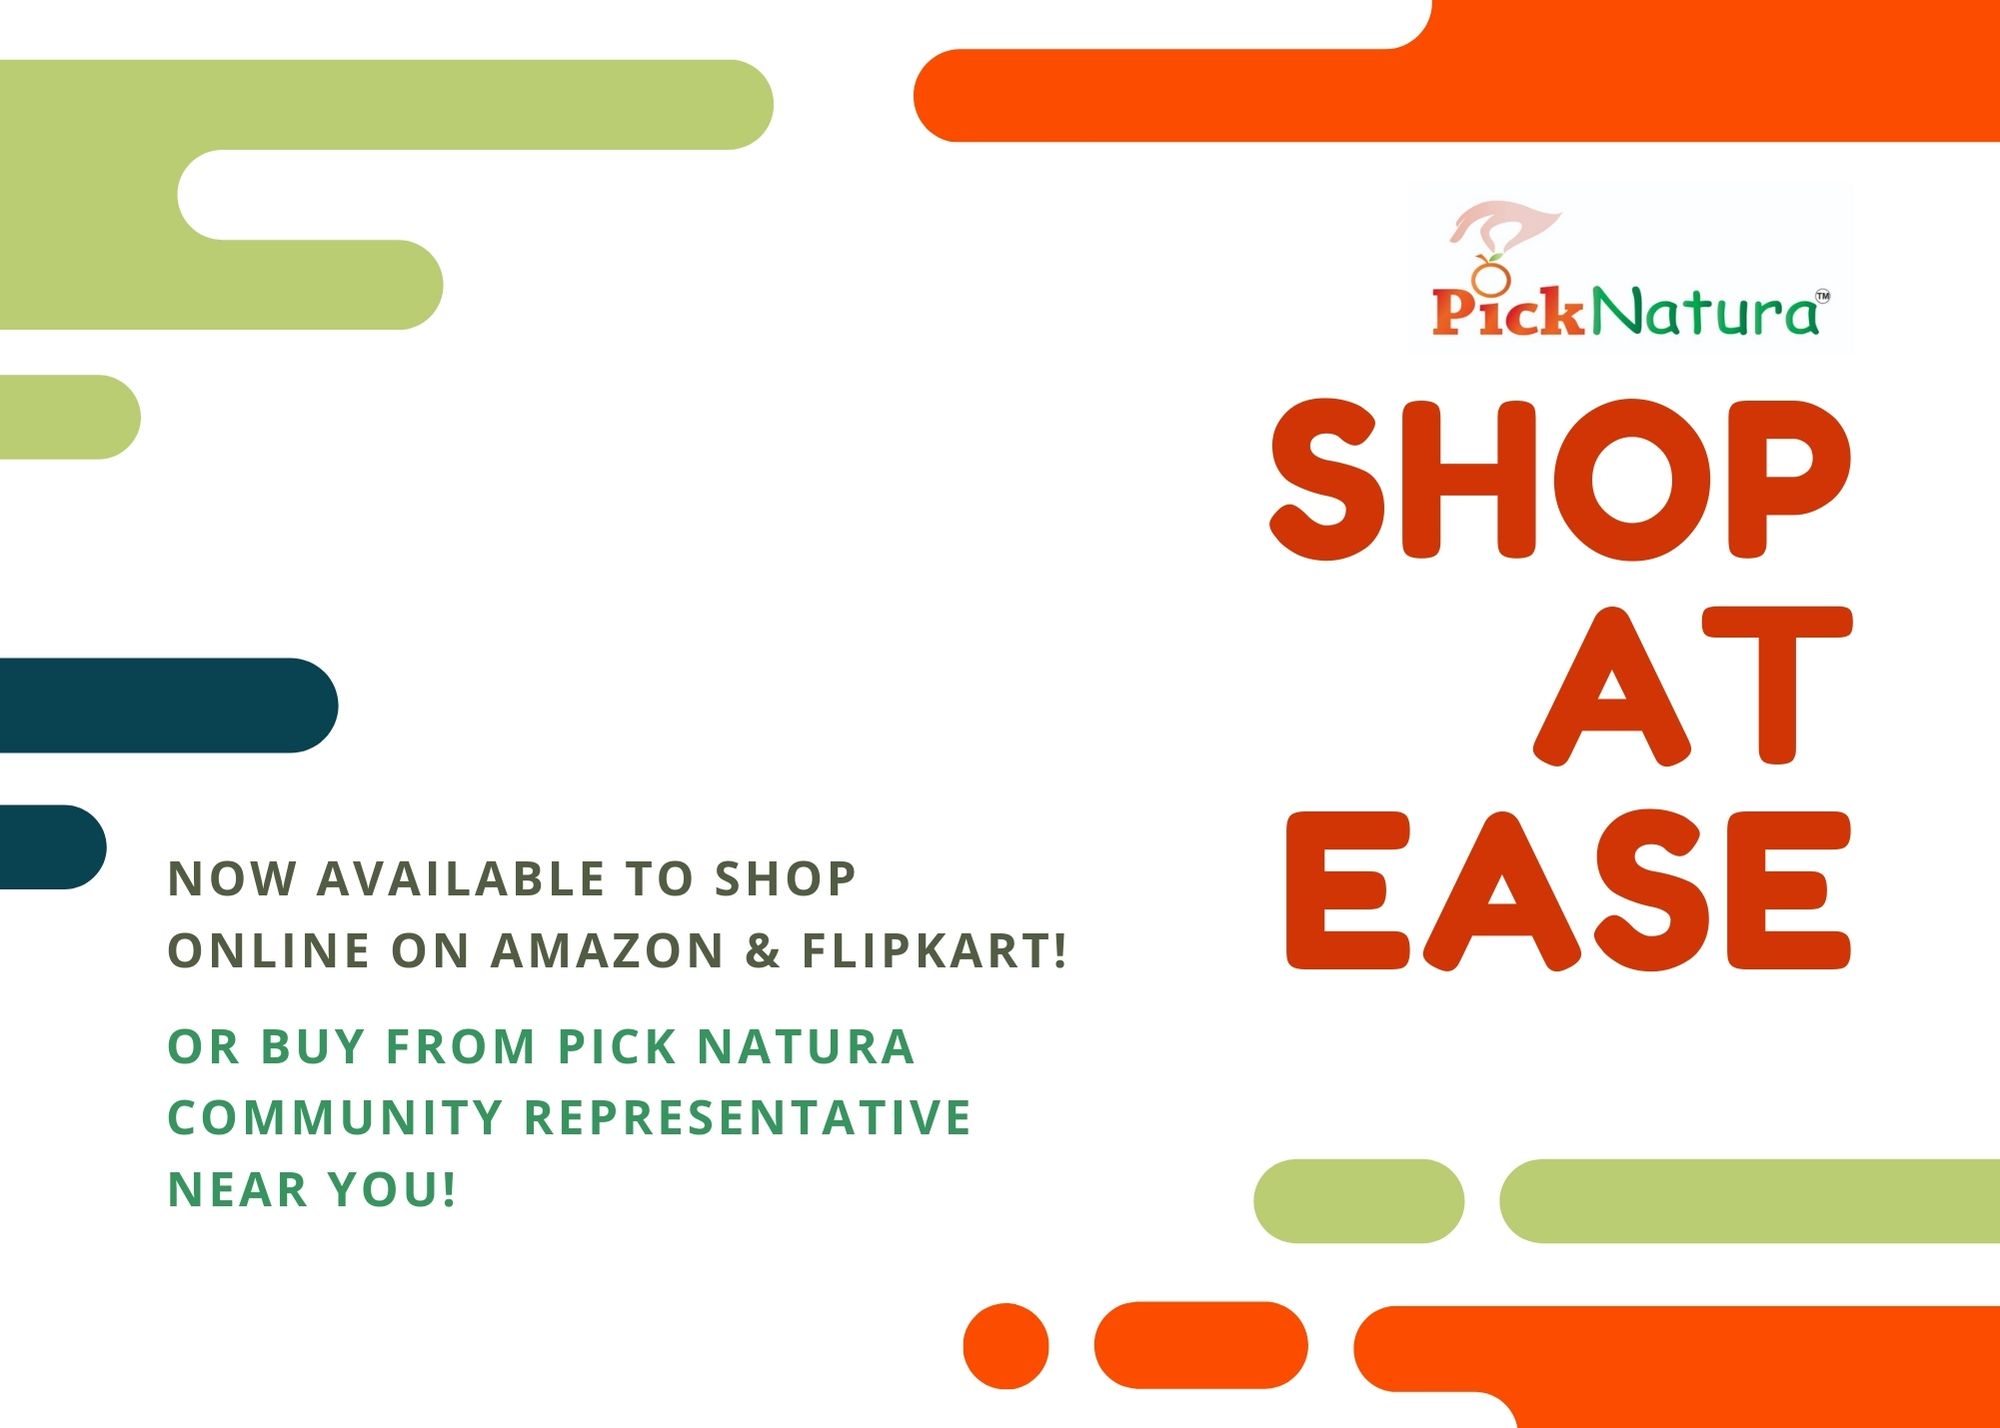 PickNatura™
SHOP
AT
EASE
NOW AVAILABLE TO SHOP
ONLINE ON AMAZON & FLIPKART!
OR BUY FROM PICK NATURA
COMMUNITY REPRESENTATIVE
NEAR YOU!